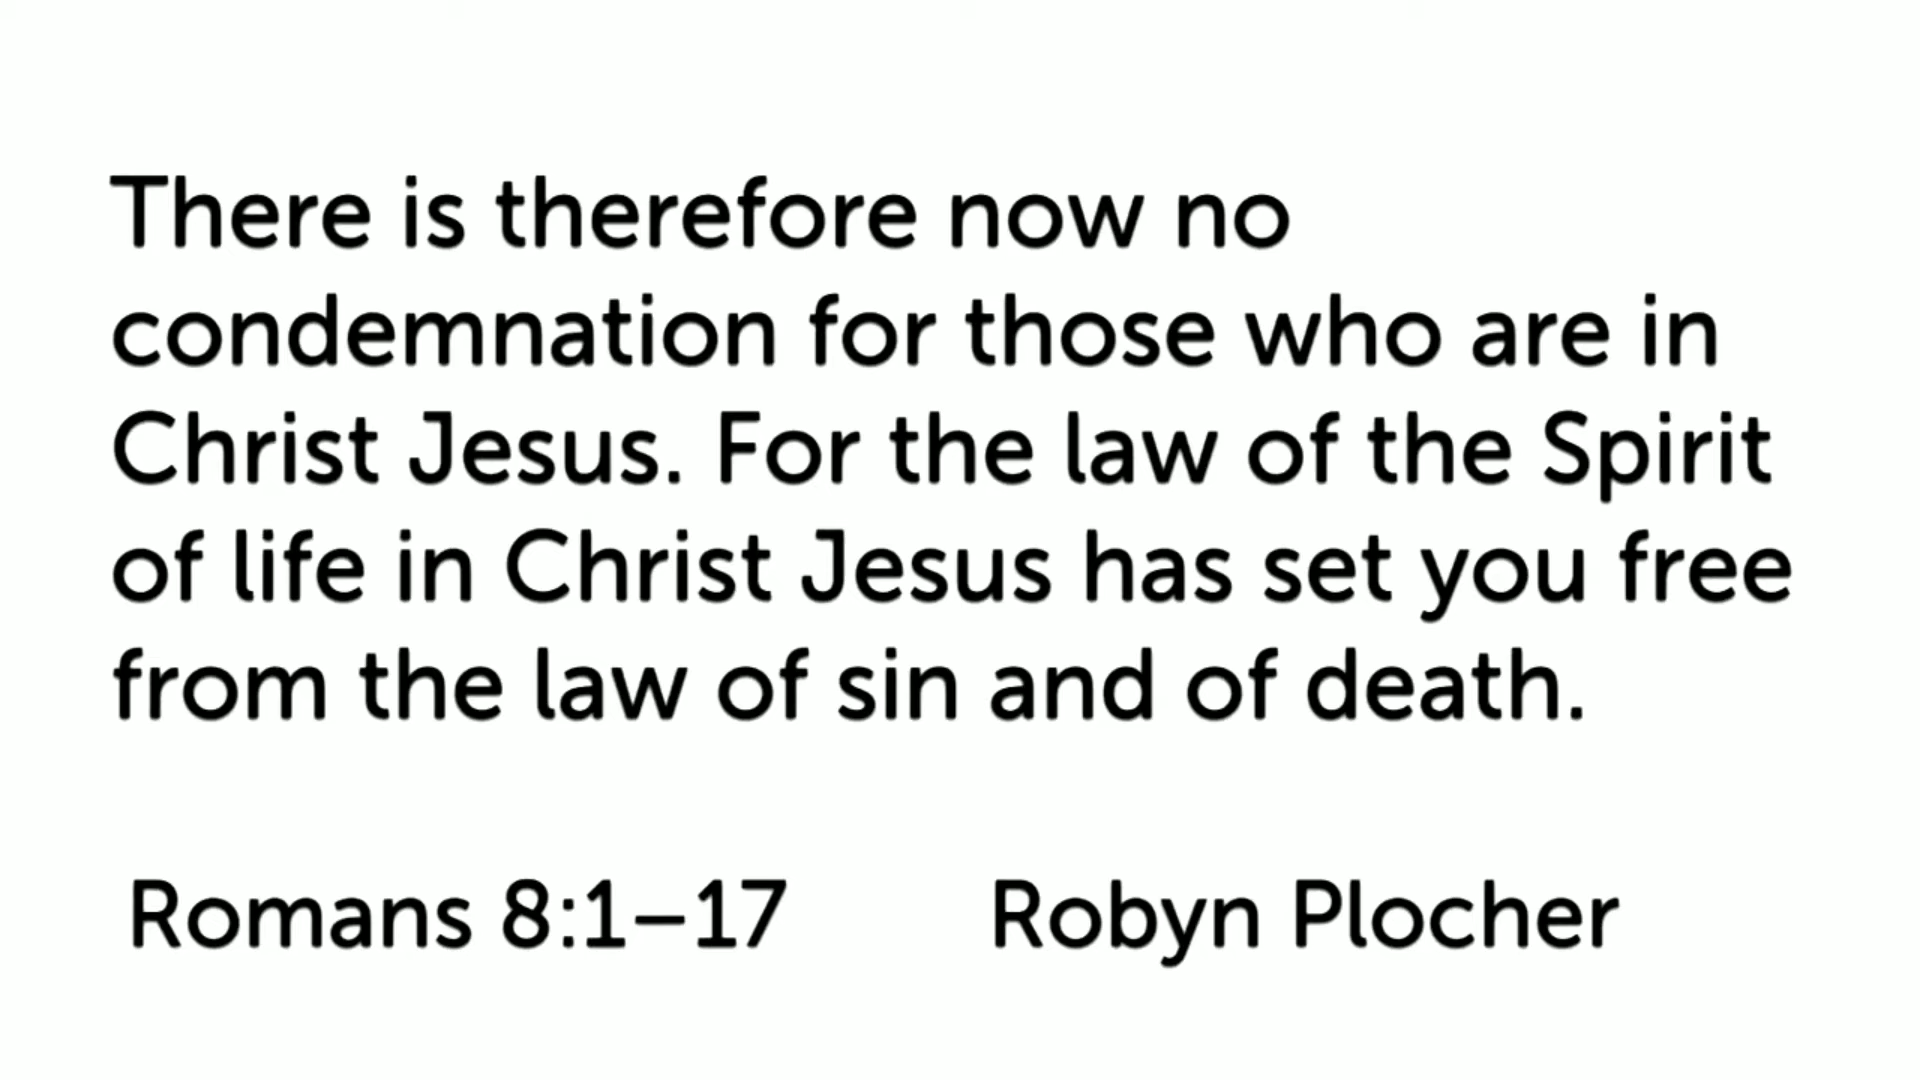 There is therefore now no
condemnation for those who are in
Christ Jesus. For the law of the Spirit
of life in Christ Jesus has set you free
from the law of sin and of death.
Romans 8:1–17 Robyn Plocher